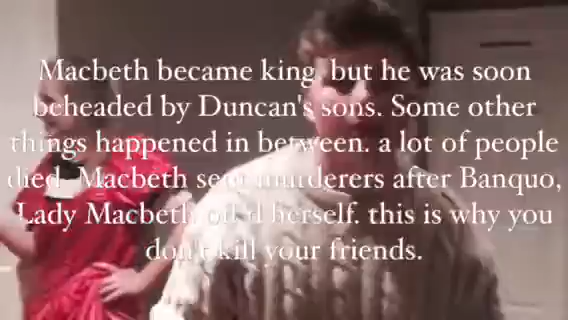 Macbeth became king, but he was soon
beheaded by Duncan's sons. Some other
things happened in between. a lot of people
died. Macbeth sent murderers after Banquo,
Lady Macbeth herself. this is why you
don't kill your friends.